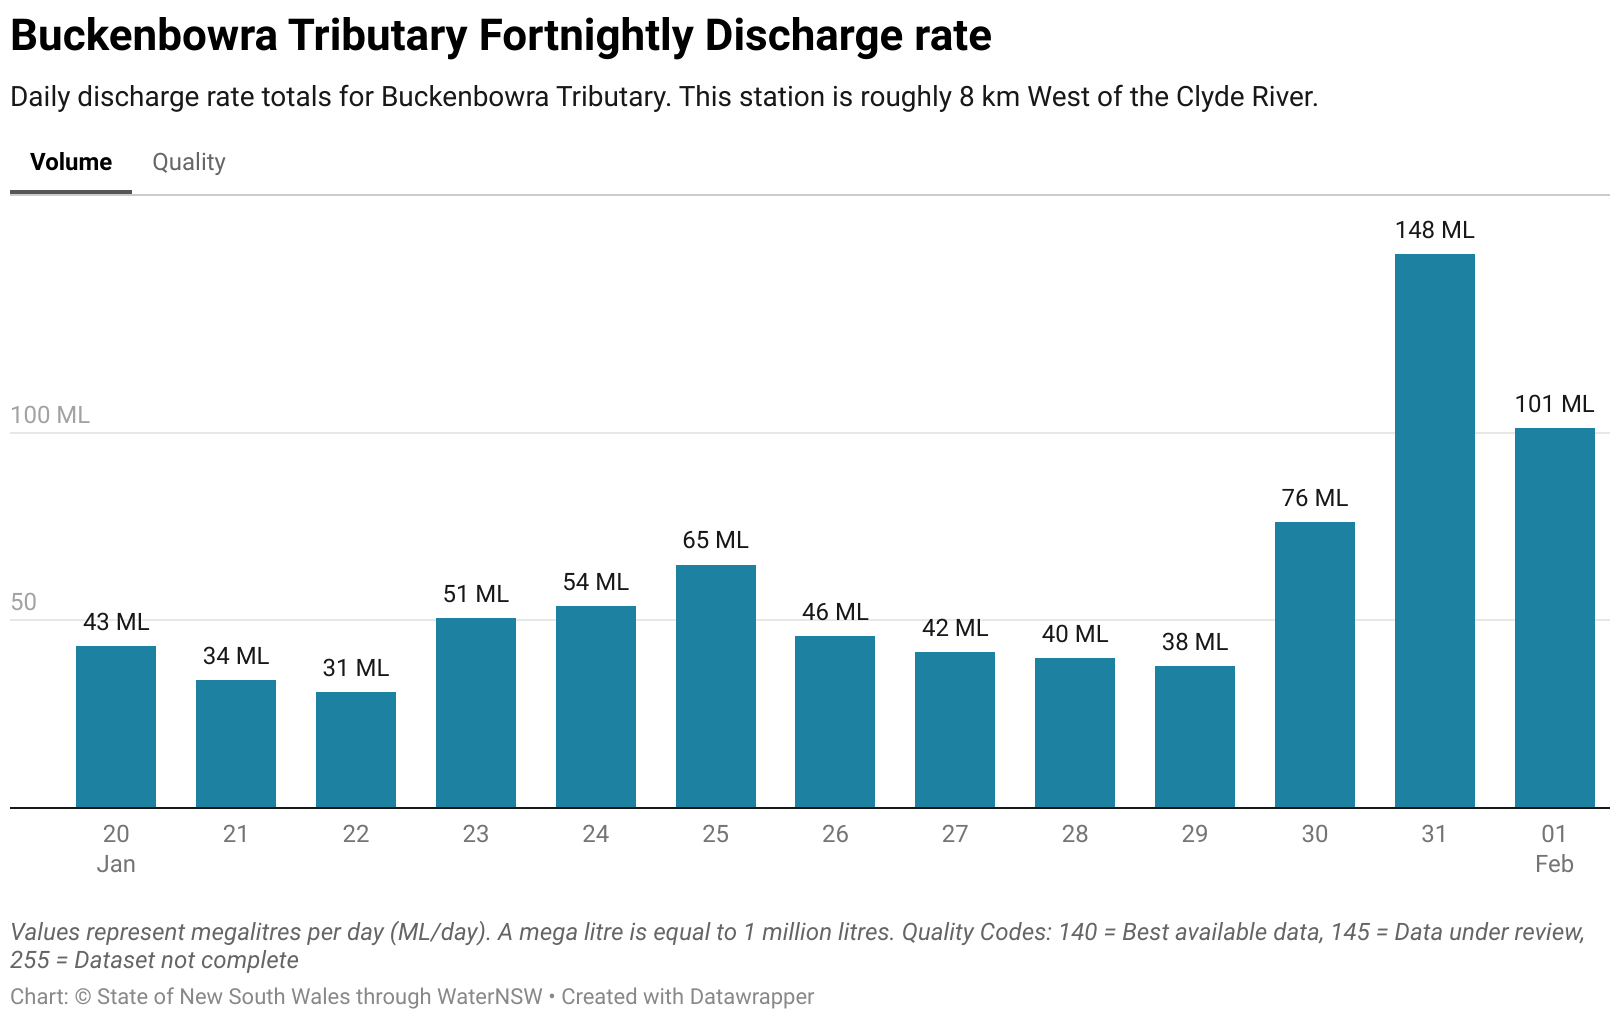 Buckenbowra Tributary Fortnightly Discharge rate
Daily discharge rate totals for Buckenbowra Tributary. This station is roughly 8 km West of the Clyde River.
Volume Quality
148 ML
100 ML
101 ML
76 ML
65 ML
54 ML
51 ML
50
43 ML
34 ML
31 ML
46 ML
42 ML
40 ML
38 ML
20 21 22 23 24 25 26 27 28 29 30 31 01
Jan Feb
Values represent megalitres per day (ML/day). A mega litre is equal to 1 million litres. Quality Codes: 140 = Best available data, 145 = Data under review,
255 = Dataset not complete
Chart: © State of New South Wales through WaterNSW • Created with Datawrapper